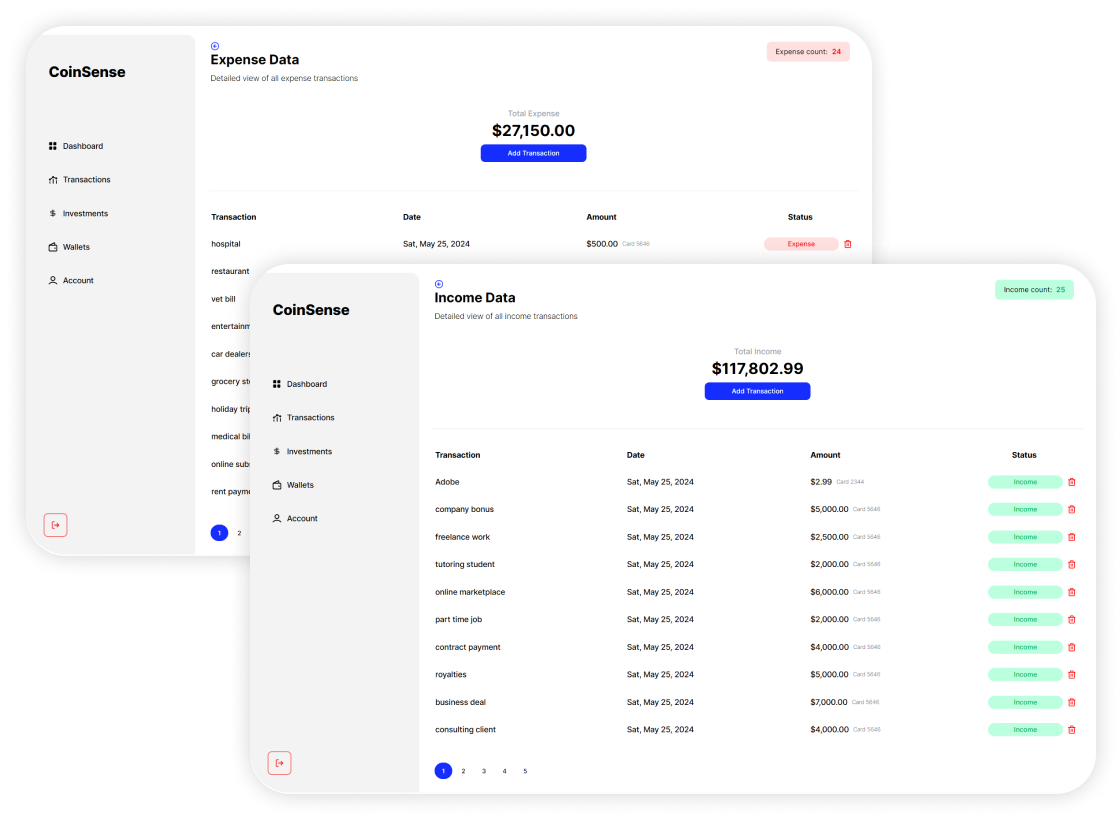 CoinSense
Dashboard
Transactions
Investments
Wallets
Account
Expense Data
Detailed view of all expense transactions
Expense count: 24
Total Expense
$27,150.00
Add Transaction
Transaction Date Amount Status
hospital Sat, May 25, 2024 $500.00 Card 5646 Expense
restaurant
vet bill
entertainm
car dealers
grocery st
holiday trip
medical bil
online sub
rent payme
1 2
CoinSense
Dashboard
Transactions
Investments
Wallets
Account
Income Data
Detailed view of all income transactions
Income count: 25
Total Income
$117,802.99
Add Transaction
Transaction Date Amount Status
Adobe Sat, May 25, 2024 $2.99 Card 2344 Income
company bonus Sat, May 25, 2024 $5,000.00 Card 5646 Income
freelance work Sat, May 25, 2024 $2,500.00 Card 5646 Income
tutoring student Sat, May 25, 2024 $2,000.00 Card 5646 Income
online marketplace Sat, May 25, 2024 $6,000.00 Card 5646 Income
part time job Sat, May 25, 2024 $2,000.00 Card 5646 Income
contract payment Sat, May 25, 2024 $4,000.00 Card 5646 Income
royalties Sat, May 25, 2024 $5,000.00 Card 5646 Income
business deal Sat, May 25, 2024 $7,000.00 Card 5646 Income
consulting client Sat, May 25, 2024 $4,000.00 Card 5646 Income
1 2 3 4 5